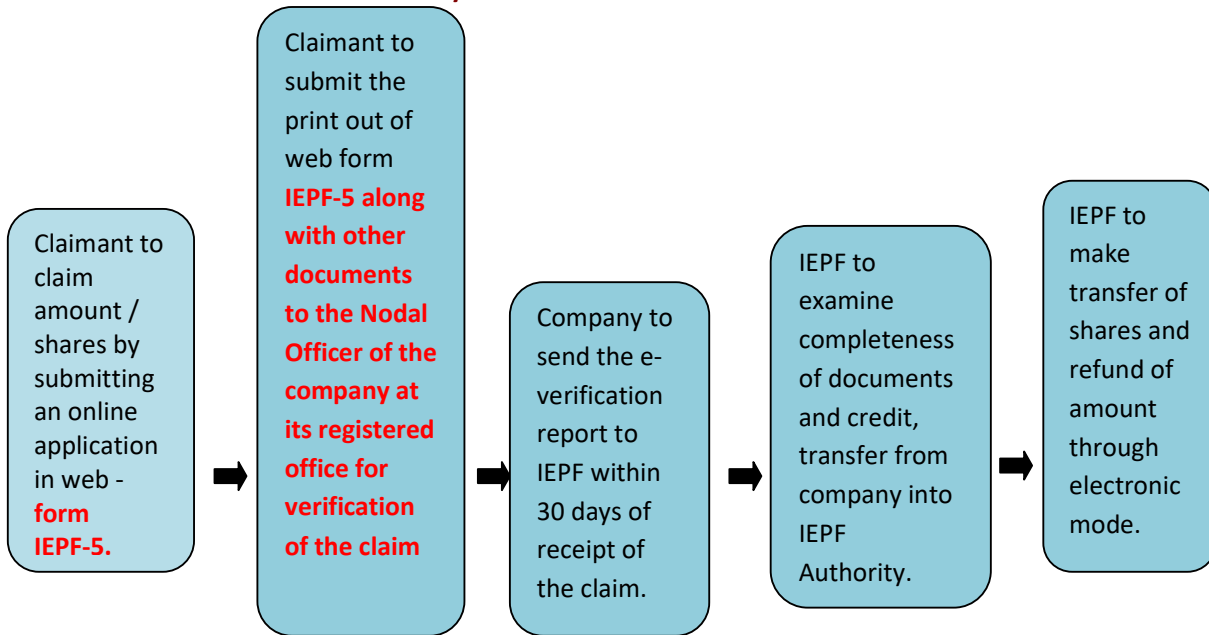 Claimant to
claim
amount /
shares by
submitting
an online
application
in web -
form
IEPF-5.
Claimant to
submit the
print out of
web form
IEPF-5 along
with other
documents
to the Nodal
Officer of the
company at
its registered
office for
verification
of the claim
Company to
send the e-
verification
report to
IEPF within
30 days of
receipt of
the claim.
IEPF to
examine
completeness
of documents
and credit,
transfer from
company into
IEPF
Authority.
IEPF to
make
transfer of
shares and
refund of
amount
through
electronic
mode.